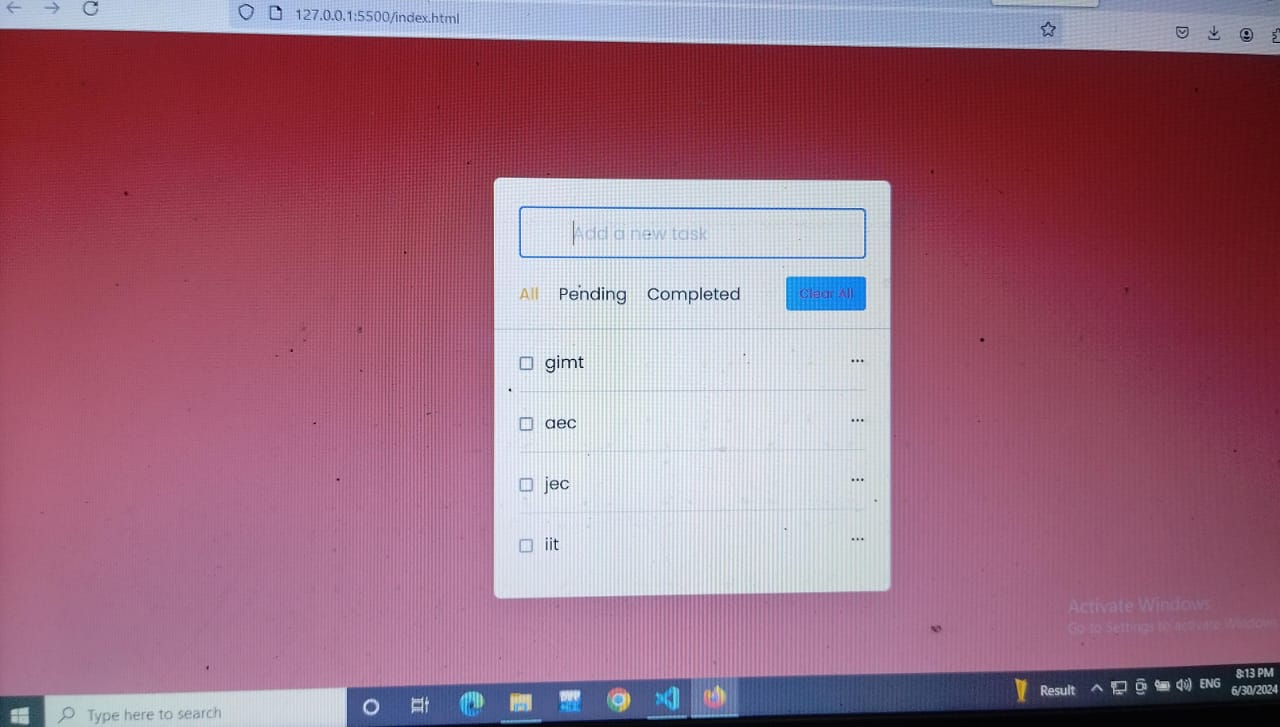 127.0.0.1:5500/index.html
Add a new task
All Pending Completed Clear All
gimt ...
aec ...
jec ...
iit ...
Activate Windows
Go to Settings to activate Windows.
Result ENG 8:13 PM
Type here to search 6/30/2024